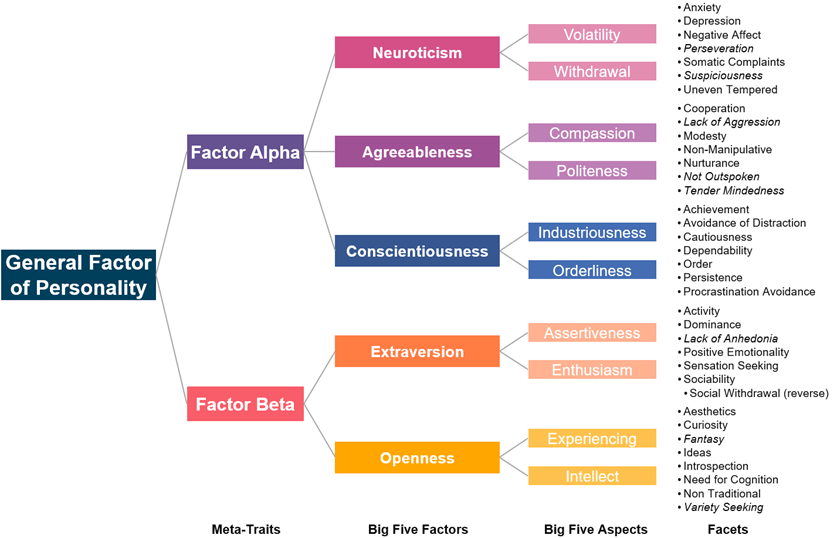 General Factor
of Personality
Factor Alpha
Factor Beta
Neuroticism
Agreeableness
Conscientiousness
Extraversion
Openness
Volatility
Withdrawal
Compassion
Politeness
Industriousness
Orderliness
Assertiveness
Enthusiasm
Experiencing
Intellect
• Anxiety
• Depression
• Negative Affect
• Perseveration
• Somatic Complaints
• Suspiciousness
• Uneven Tempered
• Cooperation
• Lack of Aggression
• Modesty
• Non-Manipulative
• Nurturance
• Not Outspoken
• Tender Mindedness
• Achievement
• Avoidance of Distraction
• Cautiousness
• Dependability
• Order
• Persistence
• Procrastination Avoidance
• Activity
• Dominance
• Lack of Anhedonia
• Positive Emotionality
• Sensation Seeking
• Sociability
• Social Withdrawal (reverse)
• Aesthetics
• Curiosity
• Fantasy
• Ideas
• Introspection
• Need for Cognition
• Non Traditional
• Variety Seeking
Meta-Traits
Big Five Factors
Big Five Aspects
Facets